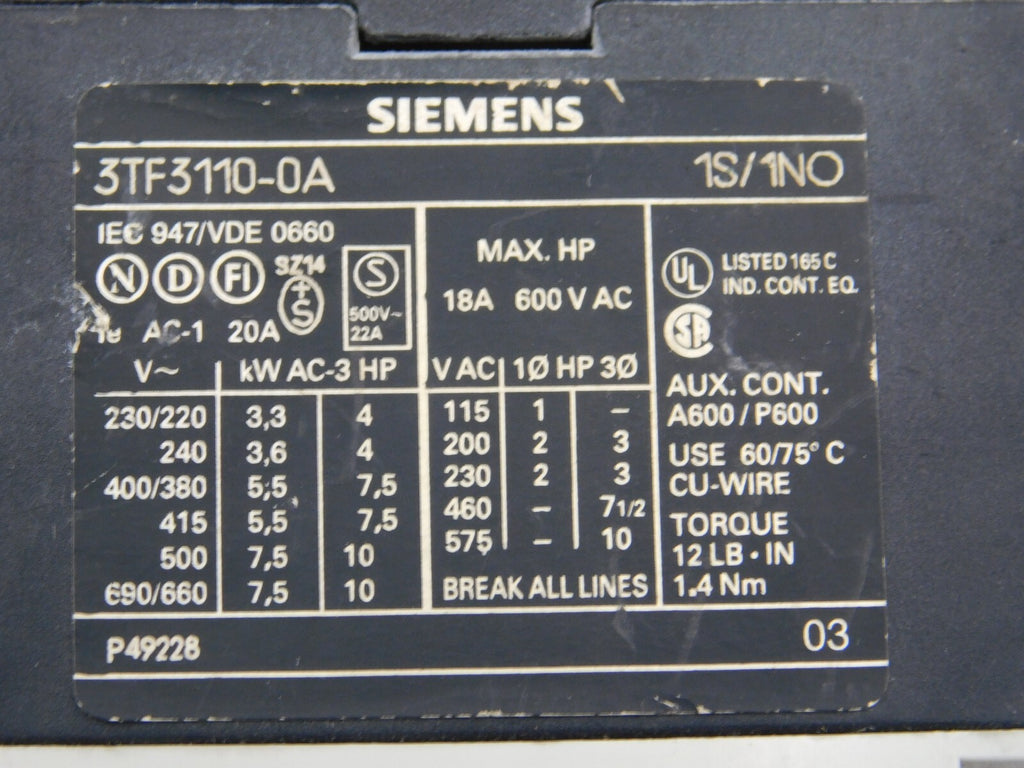 SIEMENS
3TF3110-0A 1S/1NO
IEC 947/VDE 0660
N D FI SZ14 +S S
500V~
22A
Ie AC-1 20A
V~ kW AC-3 HP
230/220 3,3 4
240 3,6 4
400/380 5,5 7,5
415 5,5 7,5
500 7,5 10
690/660 7,5 10
MAX. HP
18A 600 V AC
V AC 1Ø HP 3Ø
115 1 –
200 2 3
230 2 3
460 – 7 1/2
575 – 10
BREAK ALL LINES
UL LISTED 165 C
IND. CONT. EQ.
SA
AUX. CONT.
A600 / P600
USE 60/75° C
CU-WIRE
TORQUE
12 LB · IN
1.4 Nm
P49228 03